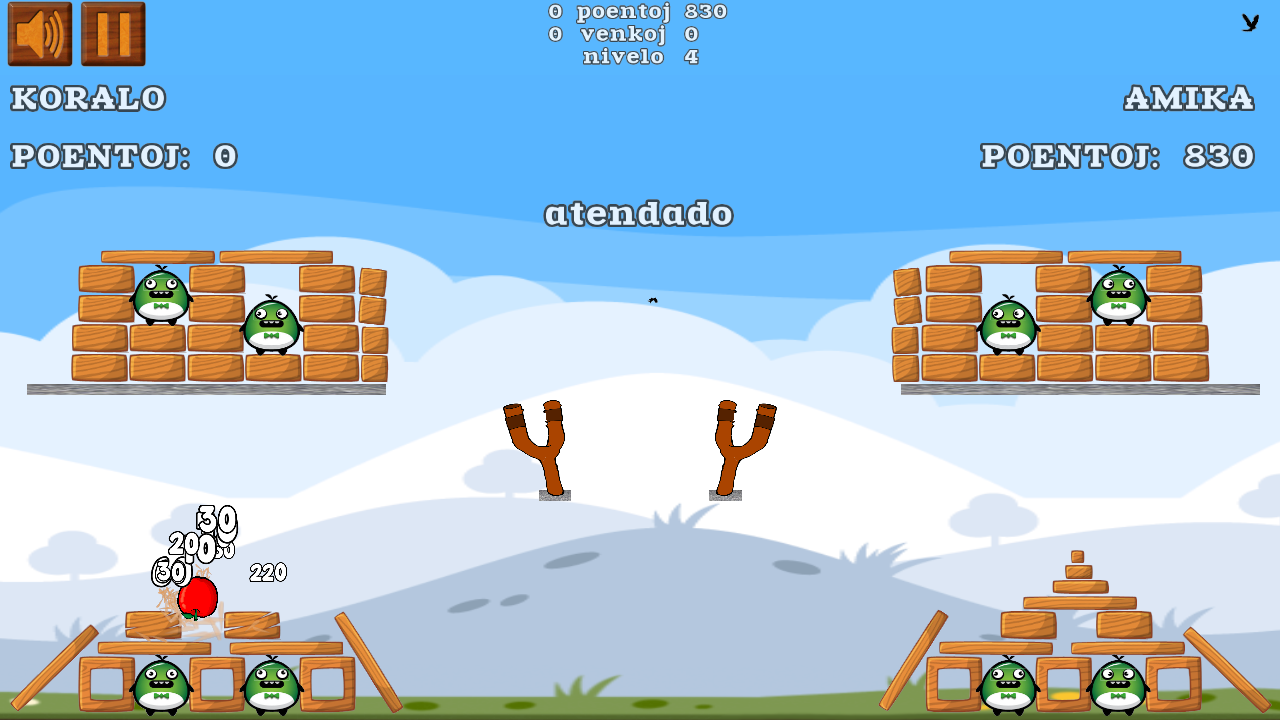 0 poentoj 830
0 venkoj 0
nivelo 4
KORALO
AMIKA
POENTOJ: 0
POENTOJ: 830
atendado
30
200
30
220